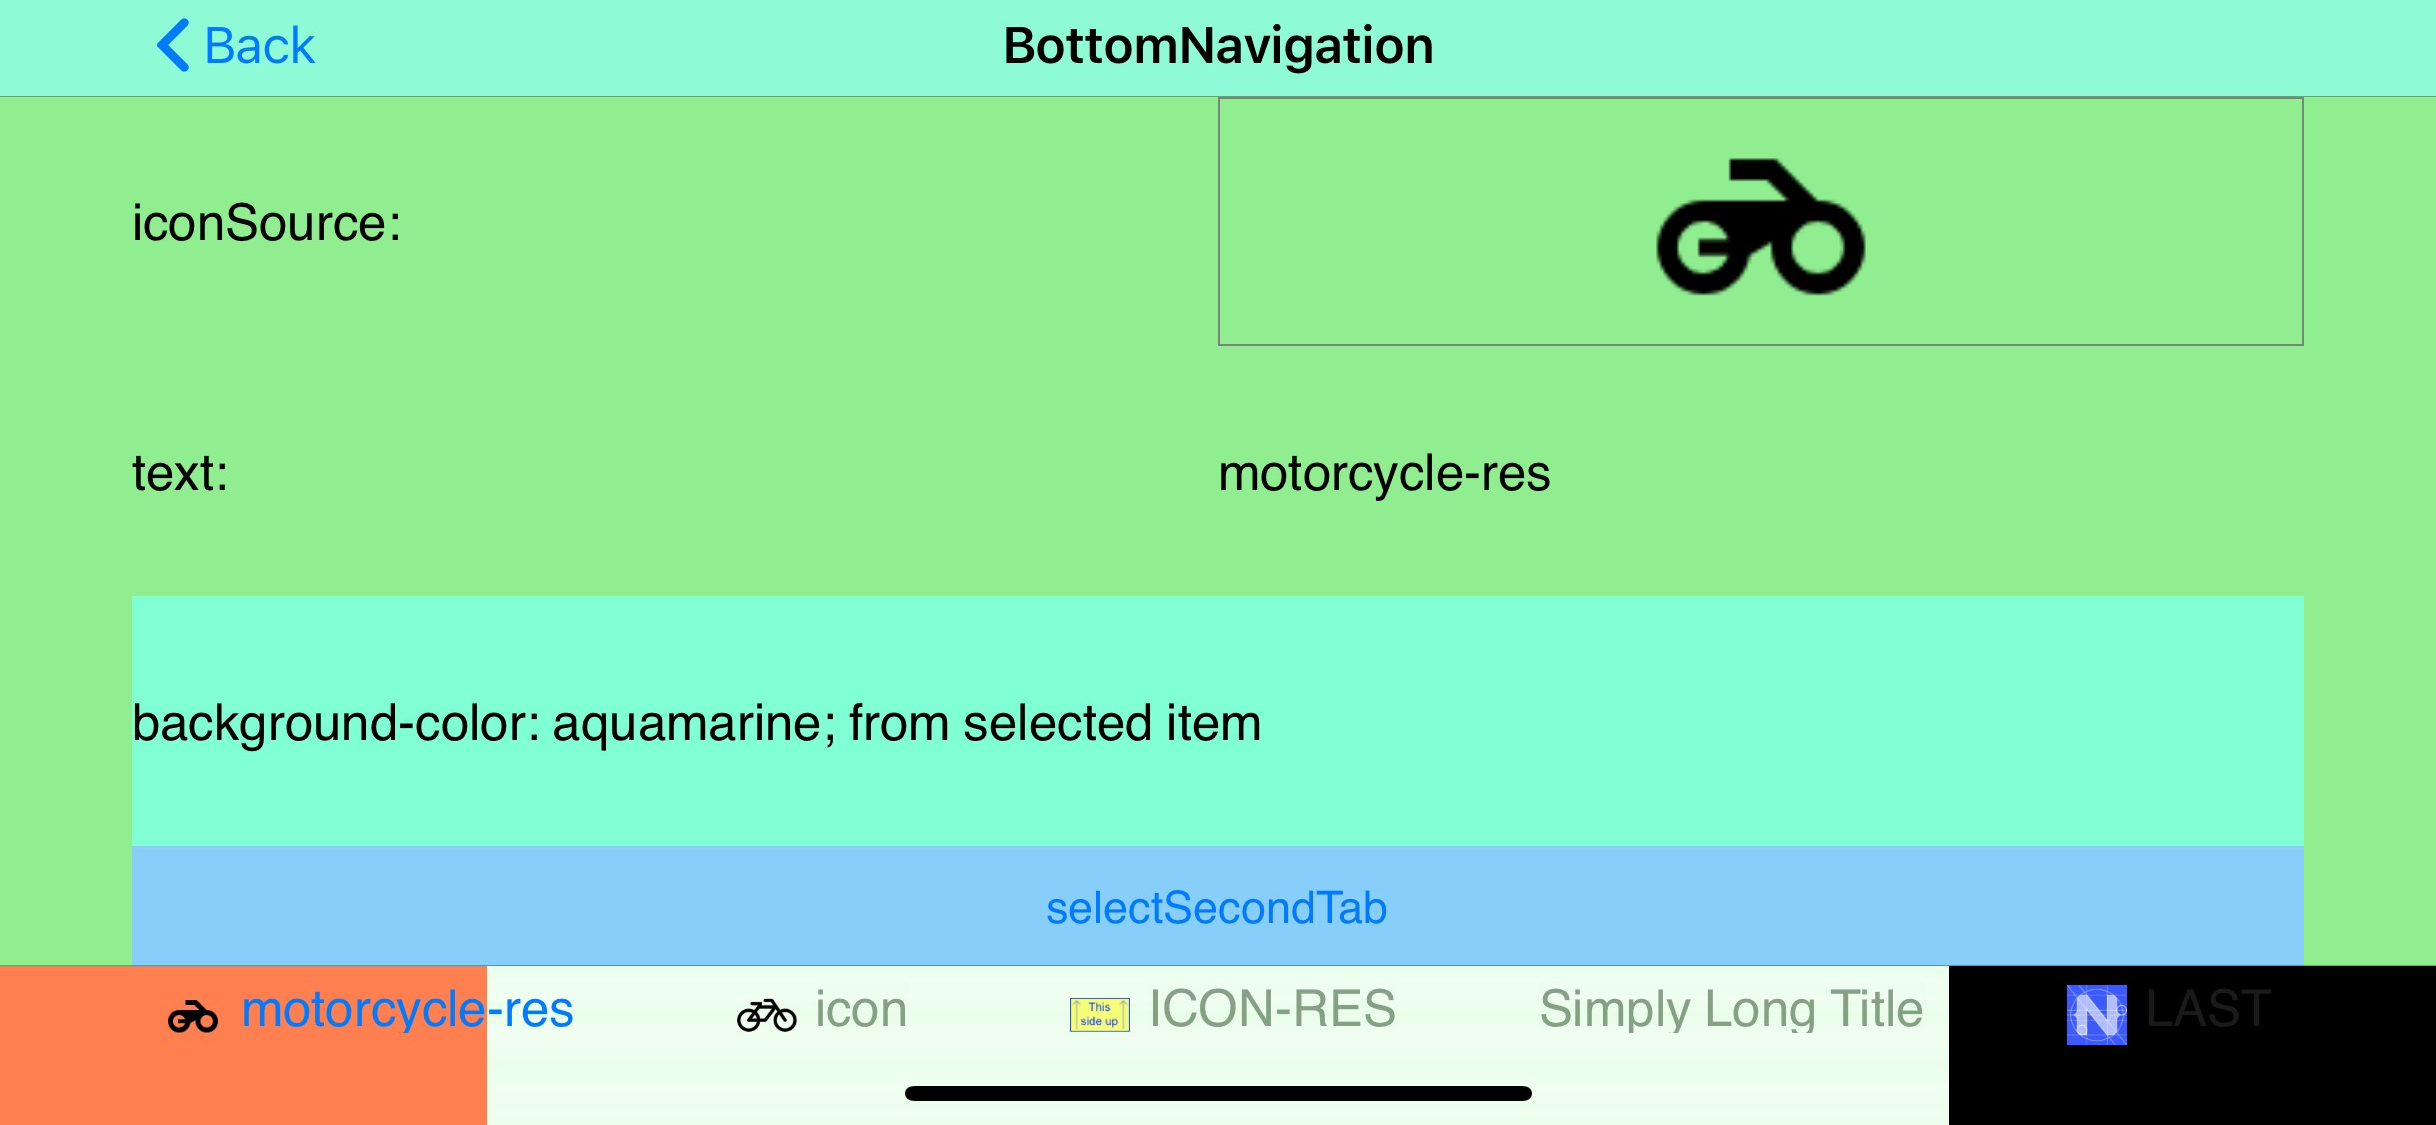 Back
BottomNavigation
iconSource:
text:
motorcycle-res
background-color: aquamarine; from selected item
selectSecondTab
motorcycle-res
icon
This
side up
ICON-RES
Simply Long Title
N
LAST